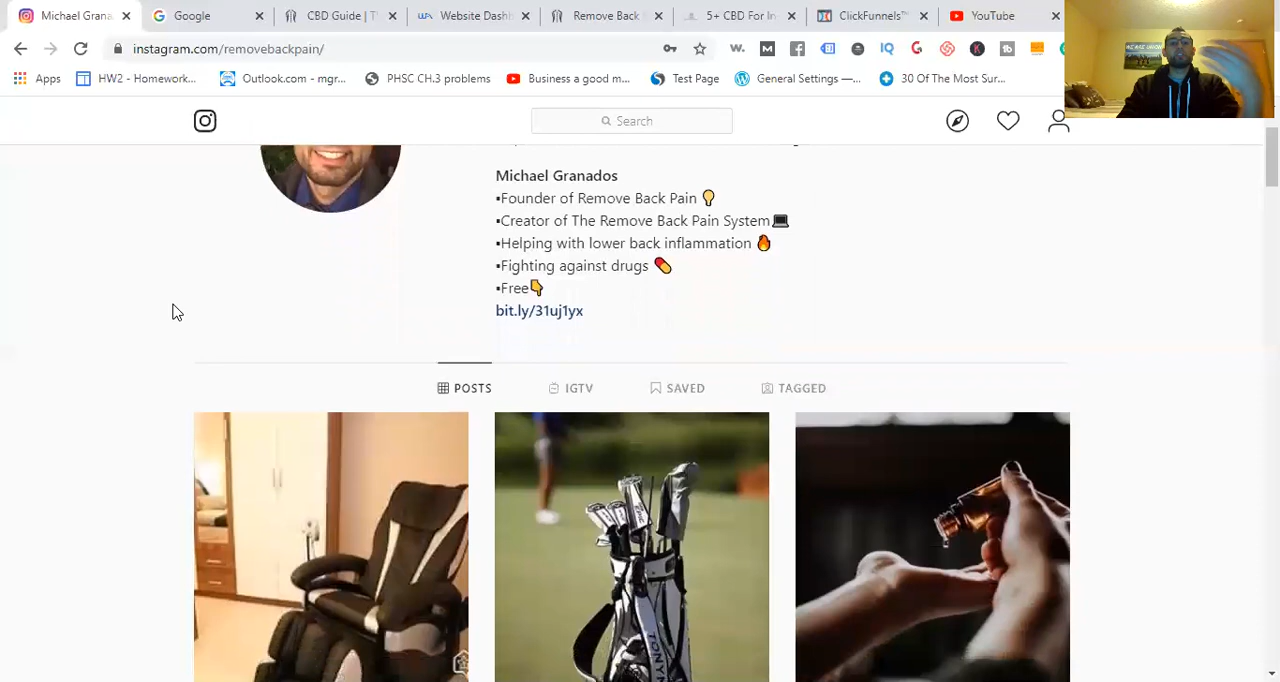 Michael Grana
Google
CBD Guide | T
Website Dash
Remove Back
5+ CBD For In
ClickFunnels™
YouTube
instagram.com/removebackpain/
Apps
HW2 - Homework...
Outlook.com - mgr...
PHSC CH.3 problems
Business a good m...
Test Page
General Settings —...
30 Of The Most Sur...
Search
Michael Granados
▪Founder of Remove Back Pain 💡
▪Creator of The Remove Back Pain System💻
▪Helping with lower back inflammation 🔥
▪Fighting against drugs 💊
▪Free👇
bit.ly/31uj1yx
POSTS
IGTV
SAVED
TAGGED